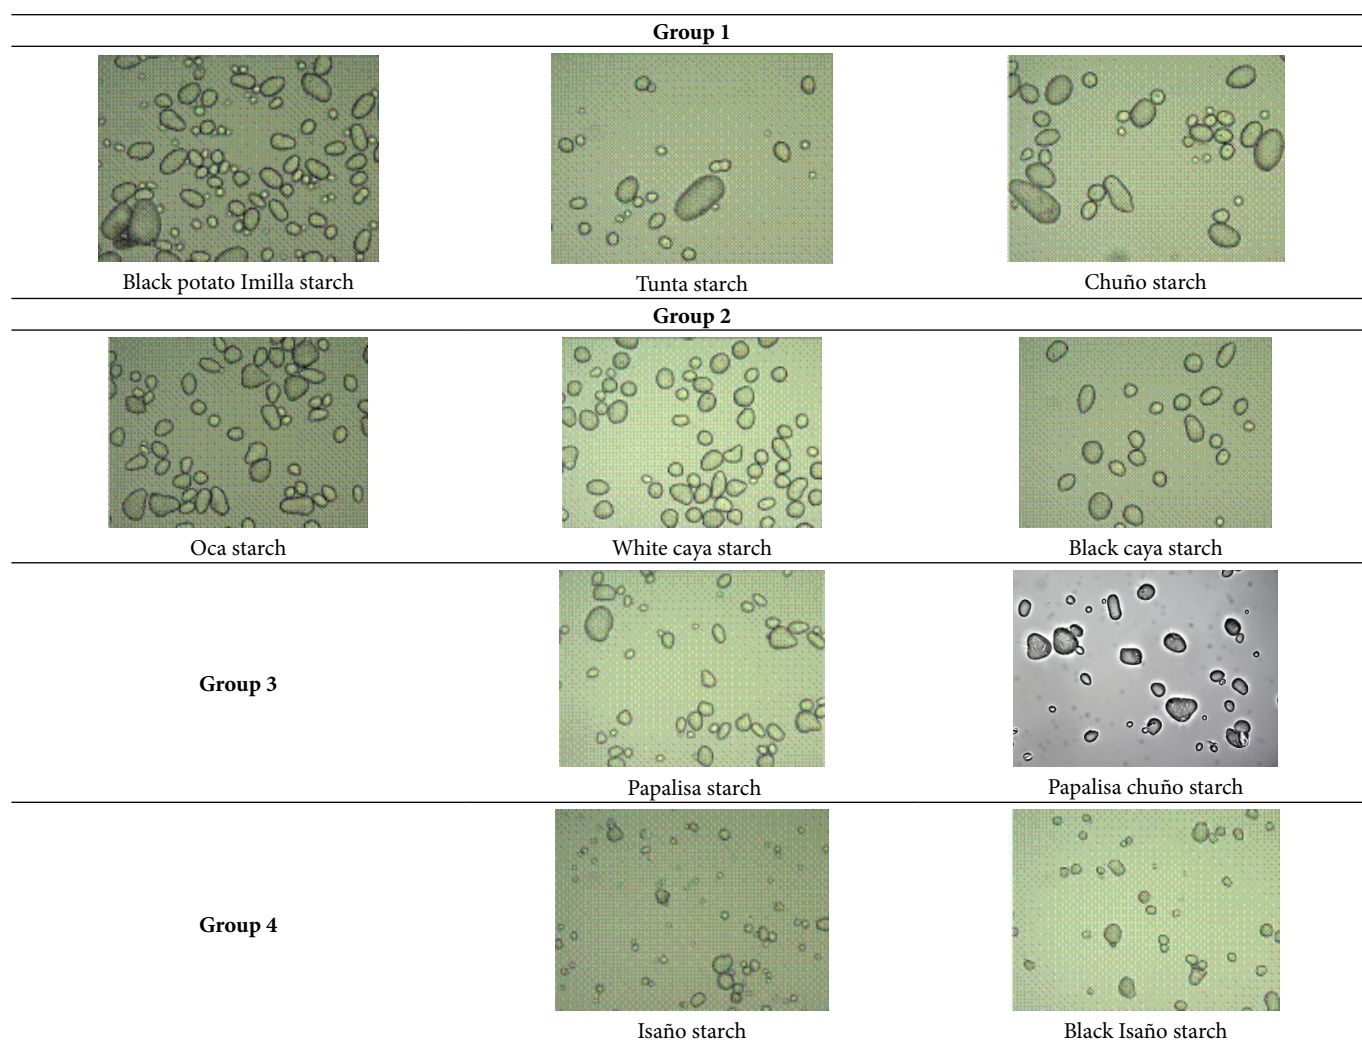 Group 1
Black potato Imilla starch
Tunta starch
Chuño starch
Group 2
Oca starch
White caya starch
Black caya starch
Group 3
Papalisa starch
Papalisa chuño starch
Group 4
Isaño starch
Black Isaño starch